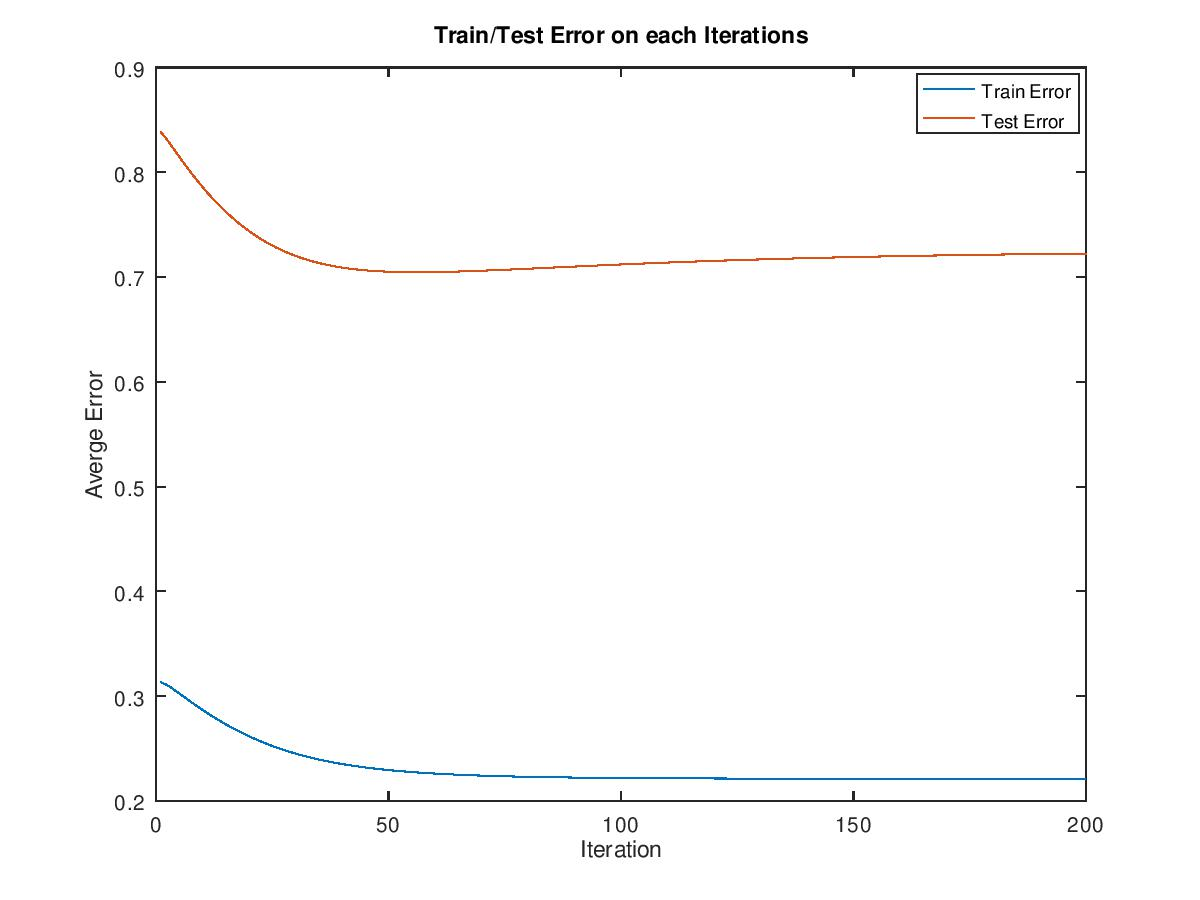 Train/Test Error on each Iterations
Train Error
Test Error
Averge Error
0.9
0.8
0.7
0.6
0.5
0.4
0.3
0.2
0 50 100 150 200
Iteration